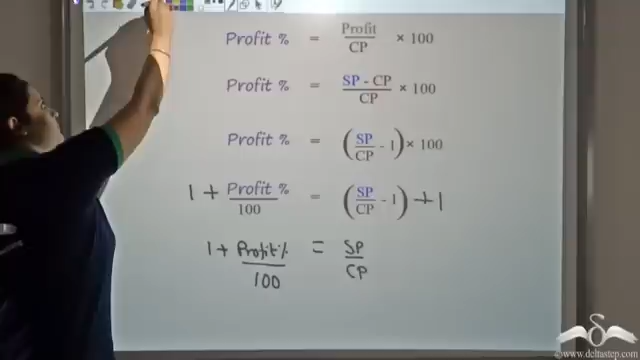 Profit % = Profit/CP × 100
Profit % = SP - CP/CP × 100
Profit % = (SP/CP - 1) × 100
1 + Profit %/100 = (SP/CP - 1) + 1
1 + Profit %/100 = SP/CP
©www.deltastep.com